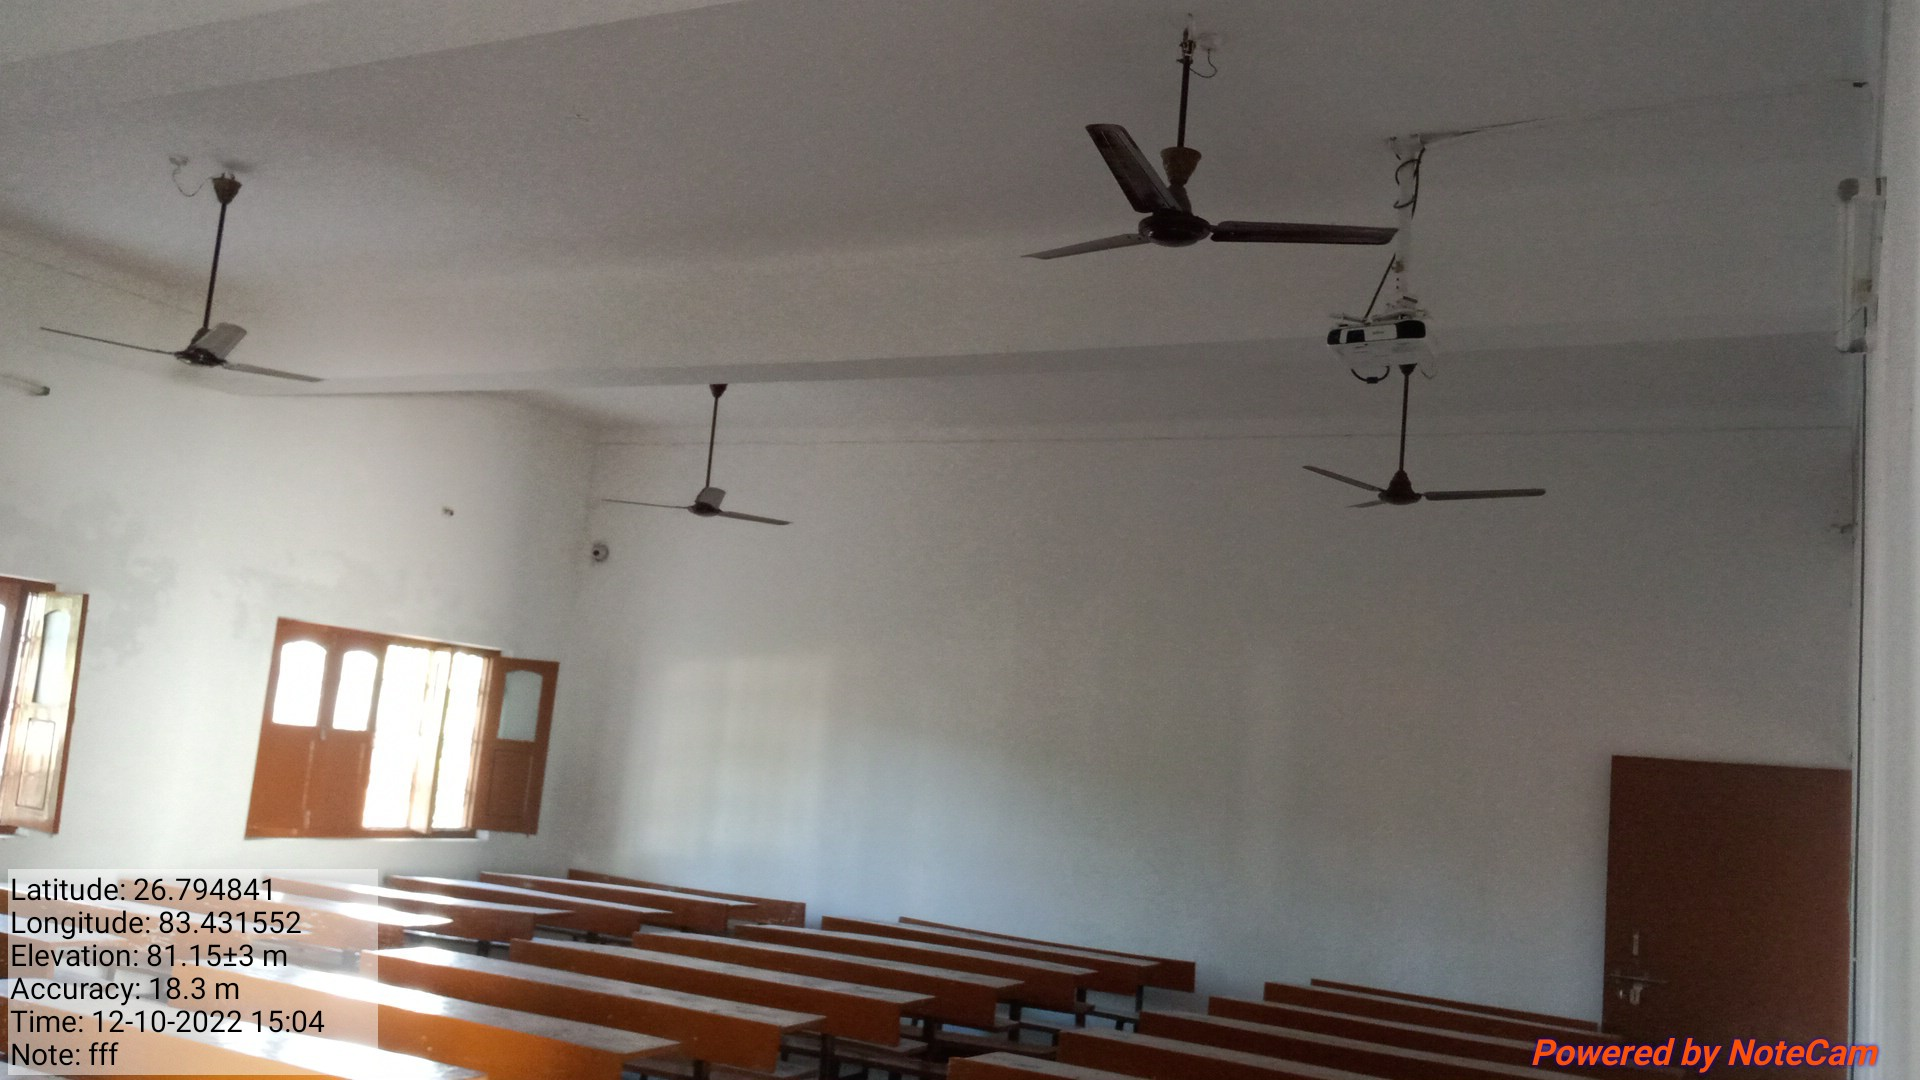 Latitude: 26.794841
Longitude: 83.431552
Elevation: 81.15±3 m
Accuracy: 18.3 m
Time: 12-10-2022 15:04
Note: fff
Powered by NoteCam